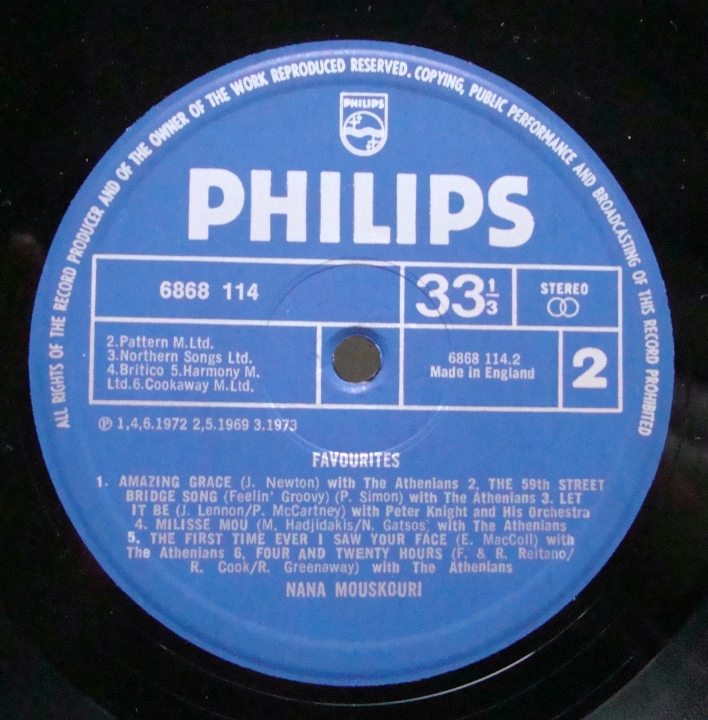 ALL RIGHTS OF THE RECORD PRODUCER AND OF THE OWNER OF THE WORK REPRODUCED RESERVED. COPYING, PUBLIC PERFORMANCE AND BROADCASTING OF THIS RECORD PROHIBITED
PHILIPS
PHILIPS
6868 114
33 1/3
STEREO
2.Pattern M.Ltd.
3.Northern Songs Ltd.
4.Britico 5.Harmony M.
Ltd.6.Cookaway M.Ltd.
6868 114.2
Made in England
2
℗ 1,4,6.1972 2,5.1969 3.1973
FAVOURITES
1. AMAZING GRACE (J. Newton) with The Athenians 2. THE 59th STREET
BRIDGE SONG (Feelin' Groovy) (P. Simon) with The Athenians 3. LET
IT BE (J. Lennon/P. McCartney) with Peter Knight and His Orchestra
4. MILISSE MOU (M. Hadjidakis/N. Gatsos) with The Athenians
5. THE FIRST TIME EVER I SAW YOUR FACE (E. MacColl) with
The Athenians 6. FOUR AND TWENTY HOURS (F. & R. Reitano/
R. Cook/R. Greenaway) with The Athenians
NANA MOUSKOURI